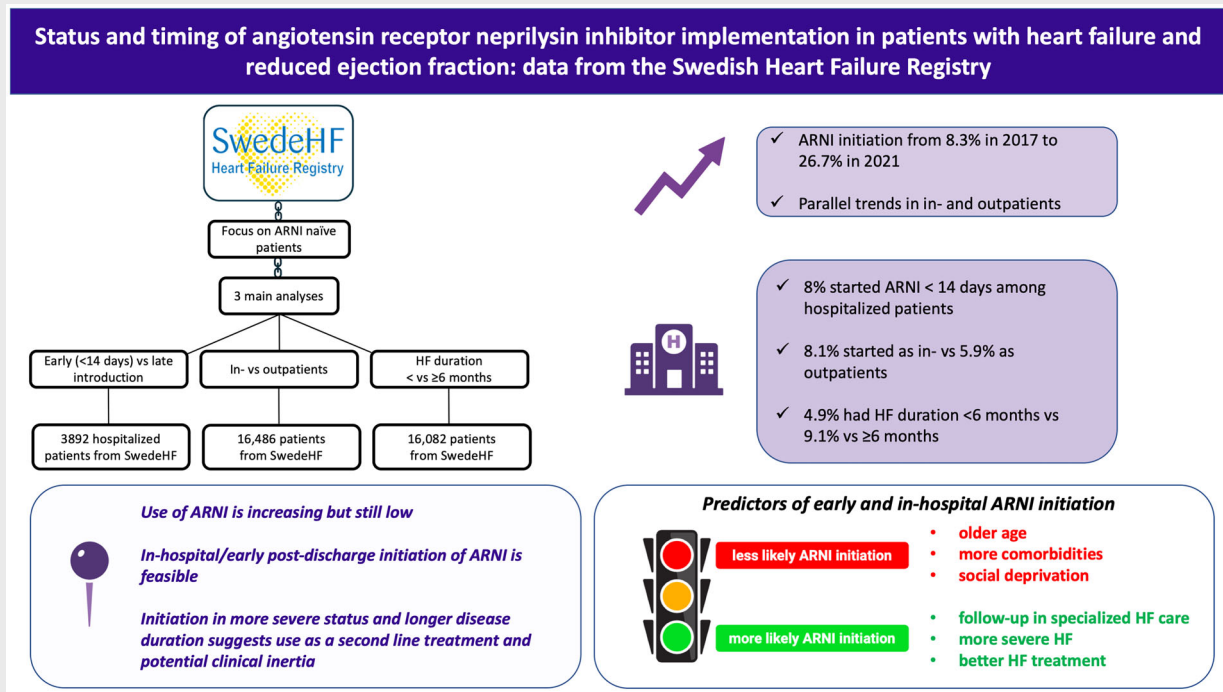 Status and timing of angiotensin receptor neprilysin inhibitor implementation in patients with heart failure and
reduced ejection fraction: data from the Swedish Heart Failure Registry
SwedeHF
Heart Failure Registry
Focus on ARNI naïve
patients
3 main analyses
Early (<14 days) vs late
introduction
In- vs outpatients
HF duration
< vs ≥6 months
3892 hospitalized
patients from SwedeHF
16,486 patients
from SwedeHF
16,082 patients
from SwedeHF
✓ ARNI initiation from 8.3% in 2017 to
26.7% in 2021
✓ Parallel trends in in- and outpatients
H
✓ 8% started ARNI < 14 days among
hospitalized patients
✓ 8.1% started as in- vs 5.9% as
outpatients
✓ 4.9% had HF duration <6 months vs
9.1% vs ≥6 months
Use of ARNI is increasing but still low
In-hospital/early post-discharge initiation of ARNI is
feasible
Initiation in more severe status and longer disease
duration suggests use as a second line treatment and
potential clinical inertia
Predictors of early and in-hospital ARNI initiation
less likely ARNI initiation
• older age
• more comorbidities
• social deprivation
more likely ARNI initiation
• follow-up in specialized HF care
• more severe HF
• better HF treatment